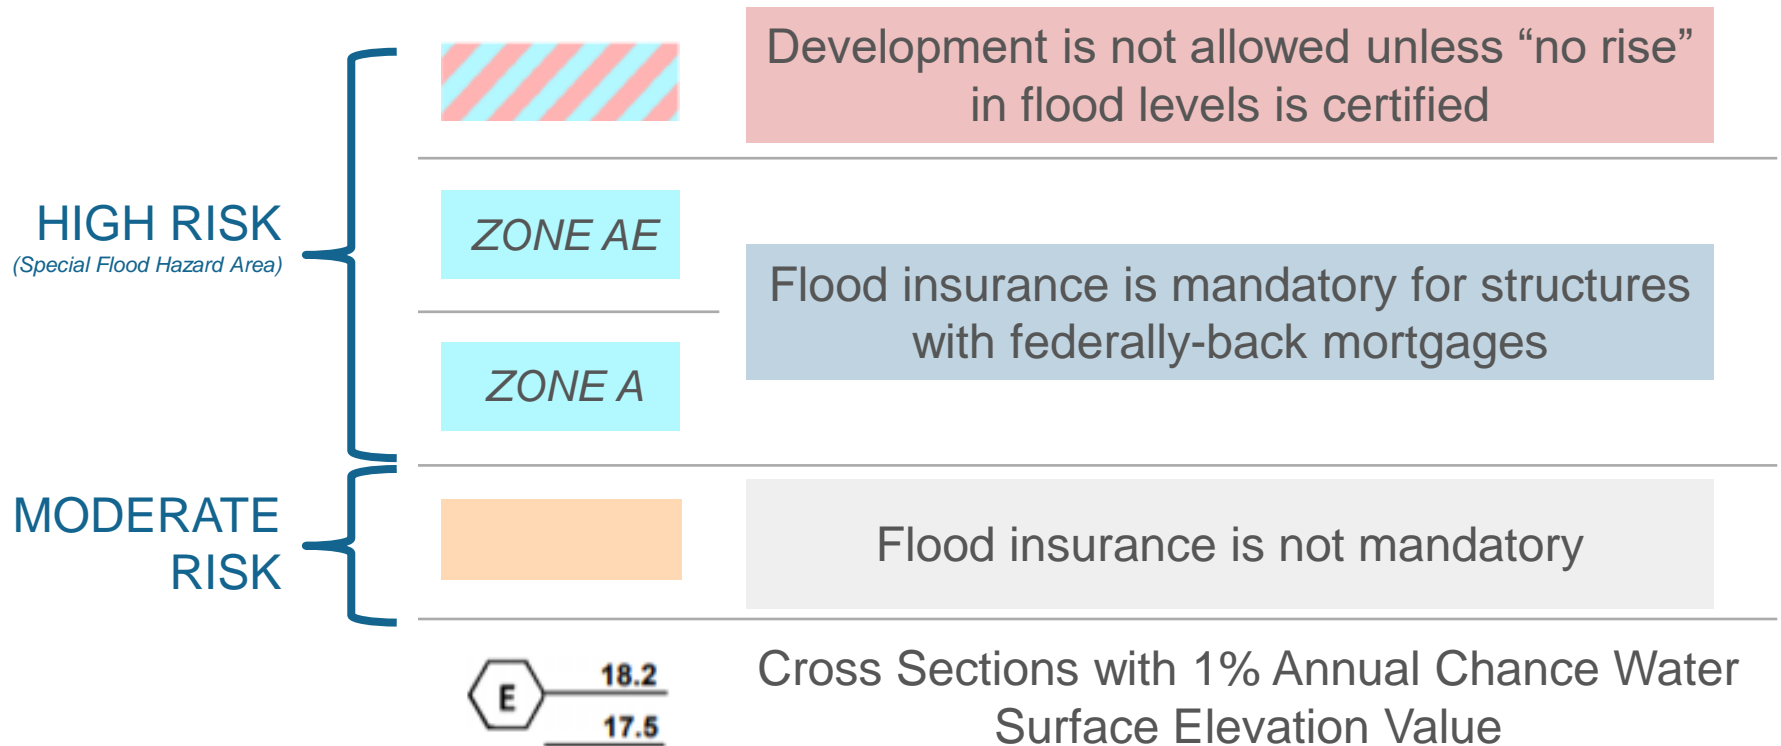 Development is not allowed unless “no rise”
in flood levels is certified
HIGH RISK
(Special Flood Hazard Area)
ZONE AE
Flood insurance is mandatory for structures
with federally-back mortgages
ZONE A
MODERATE
RISK
Flood insurance is not mandatory
E
18.2
17.5
Cross Sections with 1% Annual Chance Water
Surface Elevation Value